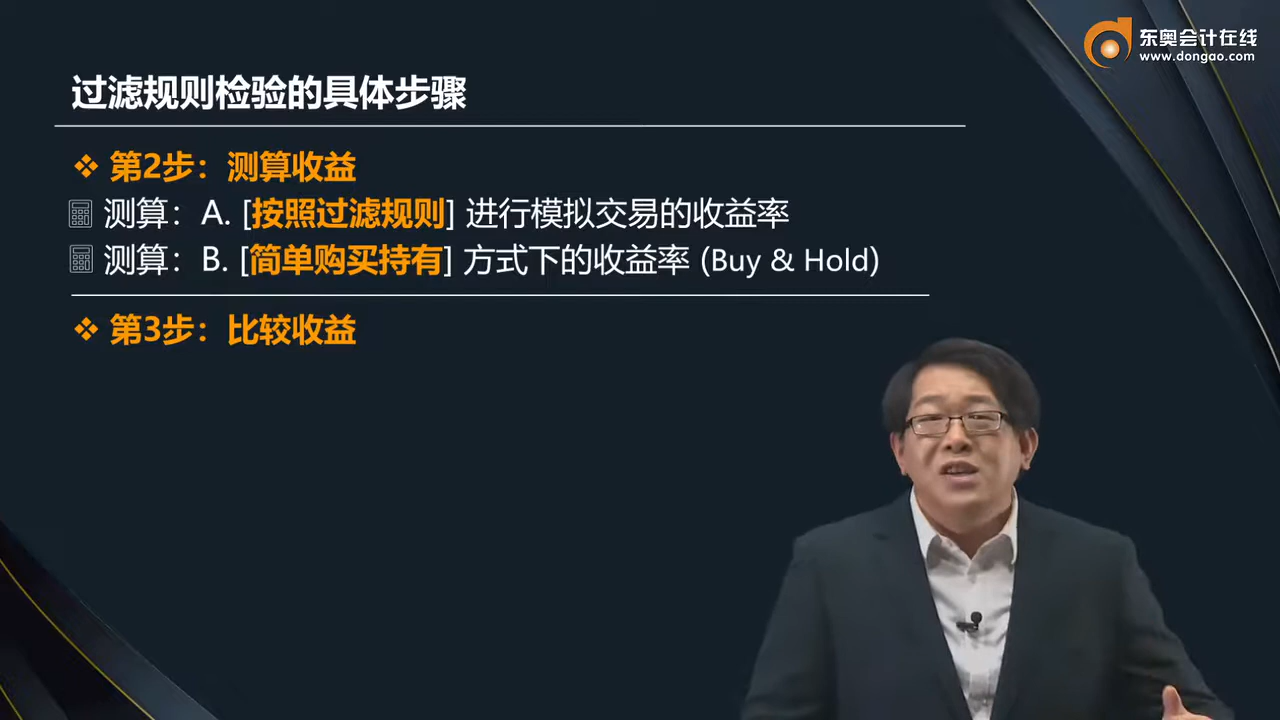 东奥会计在线
www.dongao.com
过滤规则检验的具体步骤
❖ 第2步：测算收益
测算：A. [按照过滤规则] 进行模拟交易的收益率
测算：B. [简单购买持有] 方式下的收益率 (Buy & Hold)
❖ 第3步：比较收益